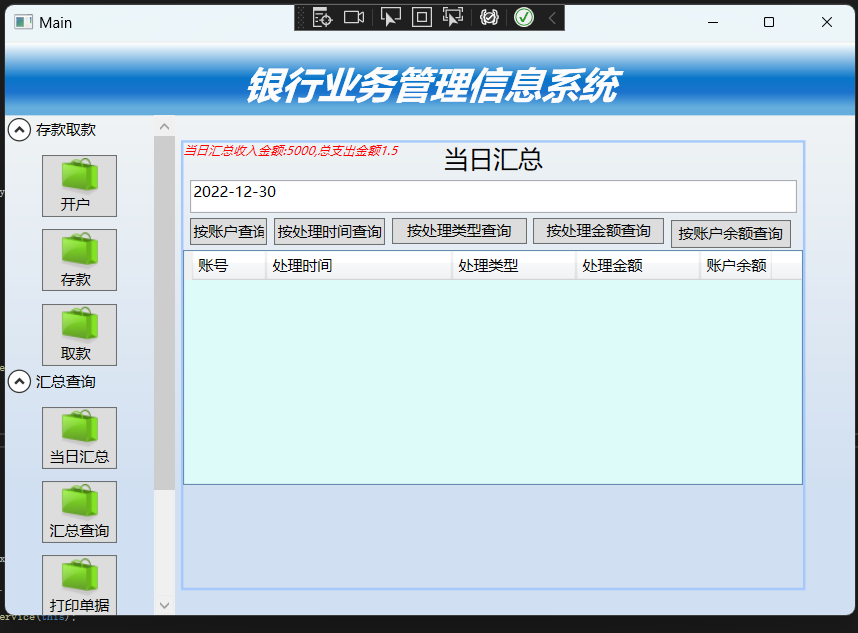 Main
银行业务管理信息系统
存款取款
开户
存款
取款
汇总查询
当日汇总
汇总查询
打印单据
当日汇总收入金额:5000,总支出金额1.5
当日汇总
2022-12-30
按账户查询 按处理时间查询 按处理类型查询 按处理金额查询 按账户余额查询
账号 处理时间 处理类型 处理金额 账户余额
ervice(this);